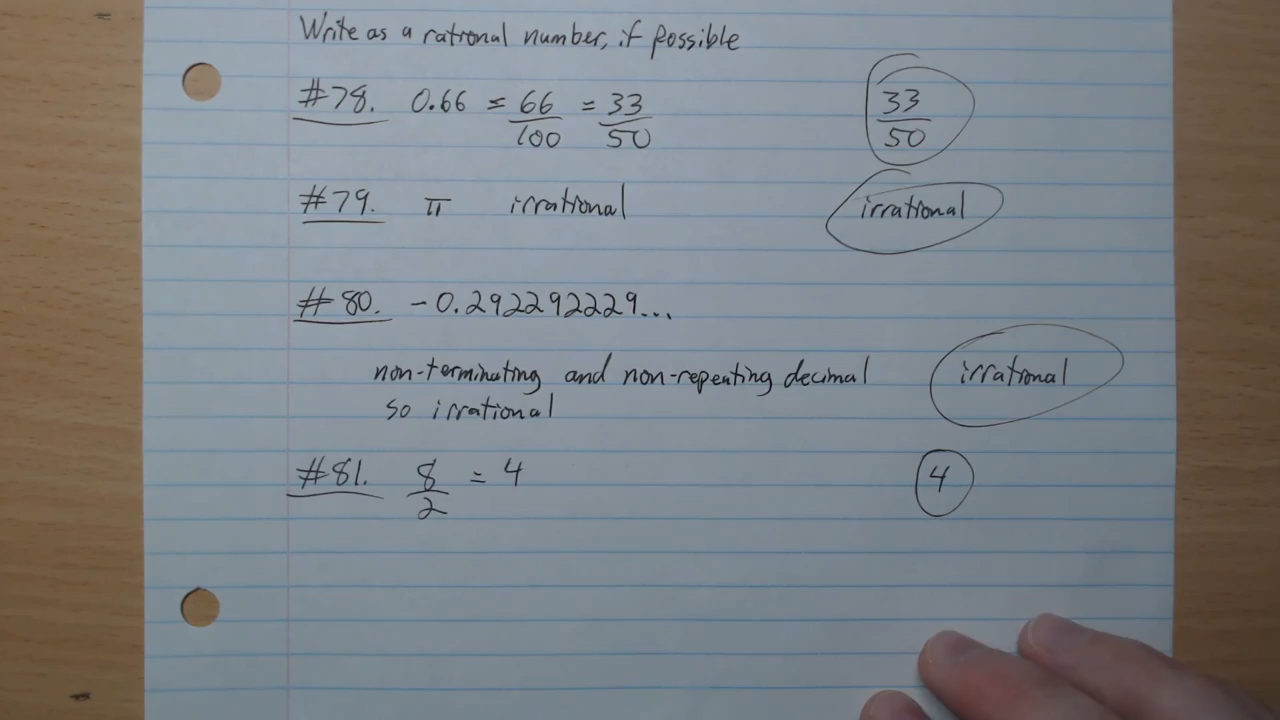 Write as a rational number, if possible
#78. 0.66 = 66/100 = 33/50 33/50
#79. π irrational irrational
#80. -0.292292229...
non-terminating and non-repeating decimal irrational
so irrational
#81. 8/2 = 4 4